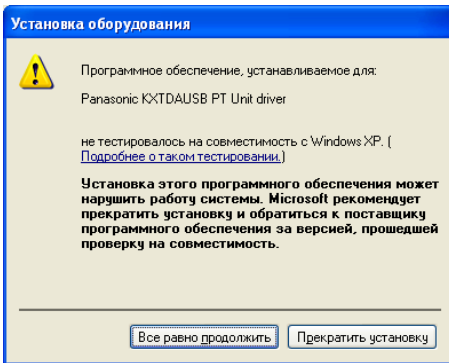 Установка оборудования
Программное обеспечение, устанавливаемое для:
Panasonic KXTDAUSB PT Unit driver
не тестировалось на совместимость с Windows XP. (
Подробнее о таком тестировании.)
Установка этого программного обеспечения может
нарушить работу системы. Microsoft рекомендует
прекратить установку и обратиться к поставщику
программного обеспечения за версией, прошедшей
проверку на совместимость.
Все равно продолжить
Прекратить установку